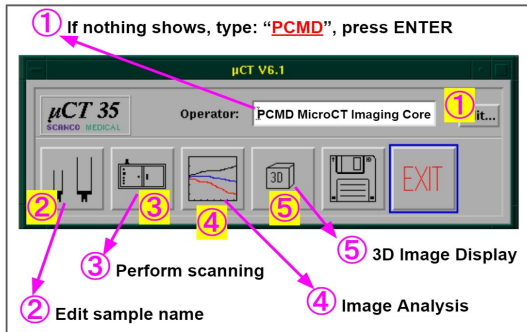 ① If nothing shows, type: “PCMD”, press ENTER
µCT V6.1
µCT 35
SCANCO MEDICAL
Operator: PCMD MicroCT Imaging Core ① it...
② ③ ④ 3D ⑤ EXIT
⑤ 3D Image Display
③ Perform scanning
④ Image Analysis
② Edit sample name